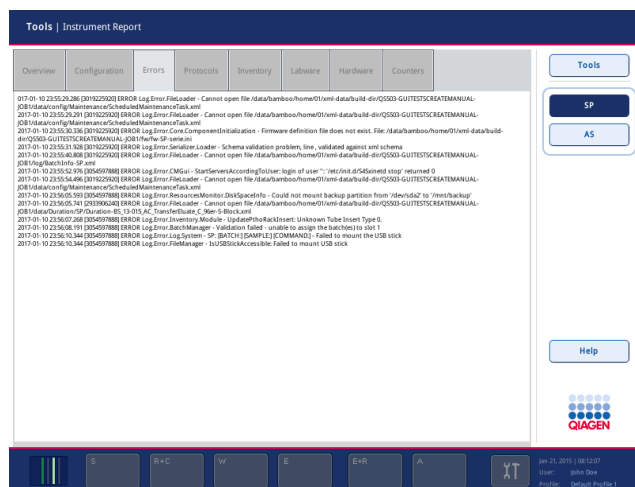 Tools | Instrument Report
Overview
Configuration
Errors
Protocols
Inventory
Labware
Hardware
Counters
Tools
SP
AS
017-01-10 23:55:29.286 [3019225920] ERROR Log.Error.FileLoader - Cannot open file /data/bamboo/home/01/xml-data/build-dir/QS503-GUITESTSCREATEMANUAL-
JOB1/data/config/Maintenance/ScheduledMaintenanceTask.xml
2017-01-10 23:55:29.291 [3019225920] ERROR Log.Error.FileLoader - Cannot open file /data/bamboo/home/01/xml-data/build-dir/QS503-GUITESTSCREATEMANUAL-
JOB1/data/config/Maintenance/ScheduledMaintenanceTask.xml
2017-01-10 23:55:30.336 [3019225920] ERROR Log.Error.Core.ComponentInitialization - Firmware definition file does not exist. File: /data/bamboo/home/01/xml-data/build-
dir/QS503-GUITESTSCREATEMANUAL-JOB1/fw/fw-SP-serie.ini
2017-01-10 23:55:31.928 [3019225920] ERROR Log.Error.Serializer.Loader - Schema validation problem, line , validated against xml schema
2017-01-10 23:55:40.808 [3019225920] ERROR Log.Error.FileLoader - Cannot open file /data/bamboo/home/01/xml-data/build-dir/QS503-GUITESTSCREATEMANUAL-
JOB1/log/BatchInfo-SP.xml
2017-01-10 23:55:52.976 [3054597888] ERROR Log.Error.CMGui - StartServersAccordingToUser: login of user '': '/etc/init.d/S45xinetd stop' returned 0
2017-01-10 23:55:54.496 [3019225920] ERROR Log.Error.FileLoader - Cannot open file /data/bamboo/home/01/xml-data/build-dir/QS503-GUITESTSCREATEMANUAL-
JOB1/data/config/Maintenance/ScheduledMaintenanceTask.xml
2017-01-10 23:56:05.593 [3054597888] ERROR Log.Error.ResourcesMonitor.DiskSpaceInfo - Could not mount backup partition from '/dev/sda2' to '/mnt/backup'
2017-01-10 23:56:05.741 [2933906240] ERROR Log.Error.FileLoader - Cannot open file /data/bamboo/home/01/xml-data/build-dir/QS503-GUITESTSCREATEMANUAL-
JOB1/data/Duration/SP/Duration-BS_13-015_AC_TransferEluate_C_96er-S-Block.xml
2017-01-10 23:56:07.268 [3054597888] ERROR Log.Error.Inventory.Module - UpdatePthoRackInsert: Unknown Tube Insert Type 0.
2017-01-10 23:56:08.191 [3054597888] ERROR Log.Error.BatchManager - Validation failed - unable to assign the batch(es) to slot 1
2017-01-10 23:56:10.344 [3054597888] ERROR Log.Error.Log.System - SP: [BATCH:] [SAMPLE:] [COMMAND:] - Failed to mount the USB stick
2017-01-10 23:56:10.344 [3054597888] ERROR Log.Error.FileManager - IsUSBStickAccessible: Failed to mount USB stick
Help
QIAGEN
S
R+C
W
E
E+R
A
Jan 21, 2015 | 08:12:07
User: John Doe
Profile: Default Profile 1